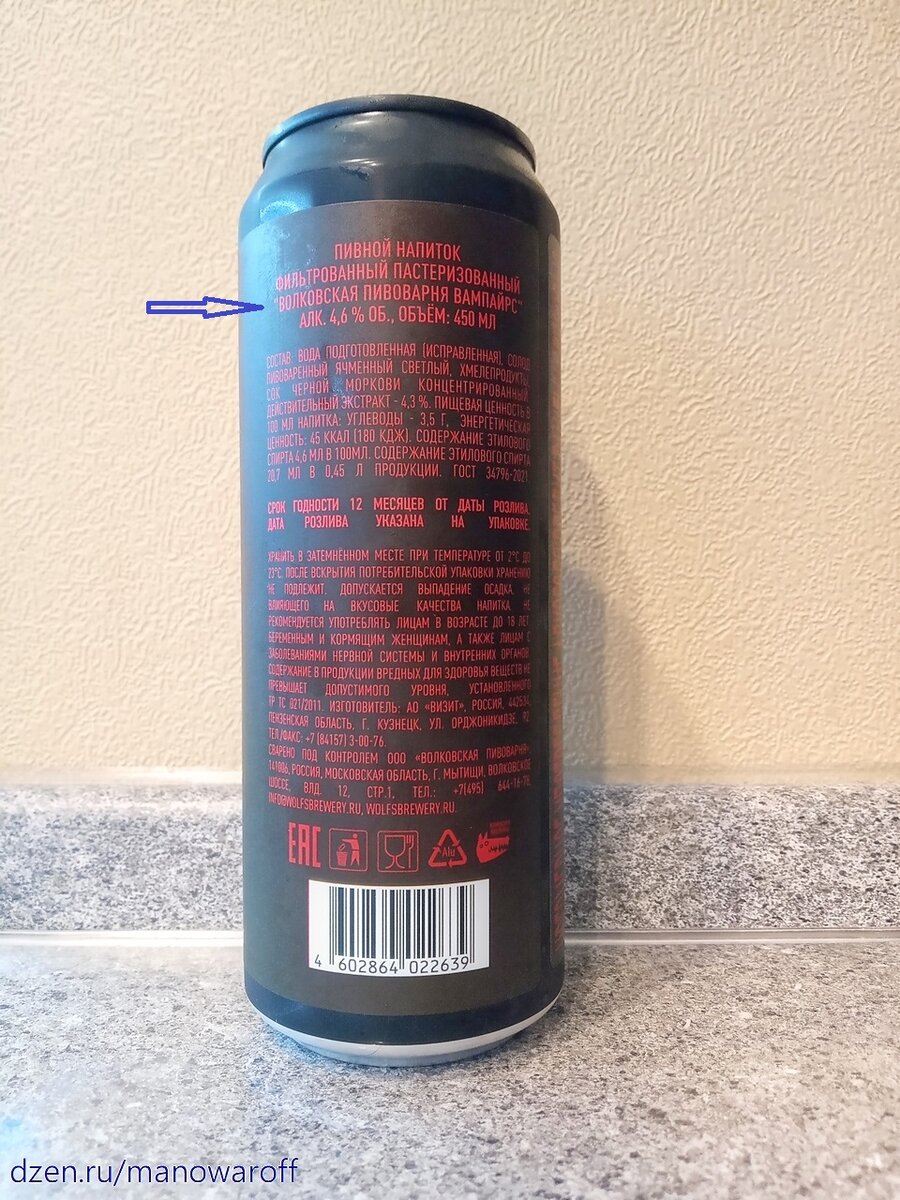 ПИВНОЙ НАПИТОК
ФИЛЬТРОВАННЫЙ ПАСТЕРИЗОВАННЫЙ
"ВОЛКОВСКАЯ ПИВОВАРНЯ ВАМПАЙРС"
АЛК. 4,6 % ОБ., ОБЪЁМ: 450 МЛ
СОСТАВ: ВОДА ПОДГОТОВЛЕННАЯ (ИСПРАВЛЕННАЯ), СОЛОД
ПИВОВАРЕННЫЙ ЯЧМЕННЫЙ СВЕТЛЫЙ, ХМЕЛЕПРОДУКТЫ,
СОК ЧЕРНОЙ МОРКОВИ КОНЦЕНТРИРОВАННЫЙ.
ДЕЙСТВИТЕЛЬНЫЙ ЭКСТРАКТ - 4,3 %. ПИЩЕВАЯ ЦЕННОСТЬ В
100 МЛ НАПИТКА: УГЛЕВОДЫ - 3,5 Г, ЭНЕРГЕТИЧЕСКАЯ
ЦЕННОСТЬ: 45 ККАЛ (180 КДЖ). СОДЕРЖАНИЕ ЭТИЛОВОГО
СПИРТА 4,6 МЛ В 100МЛ. СОДЕРЖАНИЕ ЭТИЛОВОГО СПИРТА
20,7 МЛ В 0,45 Л ПРОДУКЦИИ. ГОСТ 34796-2021
СРОК ГОДНОСТИ 12 МЕСЯЦЕВ ОТ ДАТЫ РОЗЛИВА.
ДАТА РОЗЛИВА УКАЗАНА НА УПАКОВКЕ.
ХРАНИТЬ В ЗАТЕМНЁННОМ МЕСТЕ ПРИ ТЕМПЕРАТУРЕ ОТ 2°С ДО
23°С. ПОСЛЕ ВСКРЫТИЯ ПОТРЕБИТЕЛЬСКОЙ УПАКОВКИ ХРАНЕНИЮ
НЕ ПОДЛЕЖИТ. ДОПУСКАЕТСЯ ВЫПАДЕНИЕ ОСАДКА, НЕ
ВЛИЯЮЩЕГО НА ВКУСОВЫЕ КАЧЕСТВА НАПИТКА. НЕ
РЕКОМЕНДУЕТСЯ УПОТРЕБЛЯТЬ ЛИЦАМ В ВОЗРАСТЕ ДО 18 ЛЕТ,
БЕРЕМЕННЫМ И КОРМЯЩИМ ЖЕНЩИНАМ, А ТАКЖЕ ЛИЦАМ С
ЗАБОЛЕВАНИЯМИ НЕРВНОЙ СИСТЕМЫ И ВНУТРЕННИХ ОРГАНОВ.
СОДЕРЖАНИЕ В ПРОДУКЦИИ ВРЕДНЫХ ДЛЯ ЗДОРОВЬЯ ВЕЩЕСТВ НЕ
ПРЕВЫШАЕТ ДОПУСТИМОГО УРОВНЯ, УСТАНОВЛЕННОГО
ТР ТС 021/2011. ИЗГОТОВИТЕЛЬ: АО «ВИЗИТ», РОССИЯ, 442534,
ПЕНЗЕНСКАЯ ОБЛАСТЬ, Г. КУЗНЕЦК, УЛ. ОРДЖОНИКИДЗЕ, 92
ТЕЛ/ФАКС: +7 (84157) 3-00-76.
СВАРЕНО ПОД КОНТРОЛЕМ ООО «ВОЛКОВСКАЯ ПИВОВАРНЯ»,
141006, РОССИЯ, МОСКОВСКАЯ ОБЛАСТЬ, Г. МЫТИЩИ, ВОЛКОВСКОЕ
ШОССЕ, ВЛД. 12, СТР.1, ТЕЛ.: +7(495) 644-16-78,
INFO@WOLFSBREWERY.RU, WOLFSBREWERY.RU.
EAC
Alu
4 602864 022639
dzen.ru/manowaroff